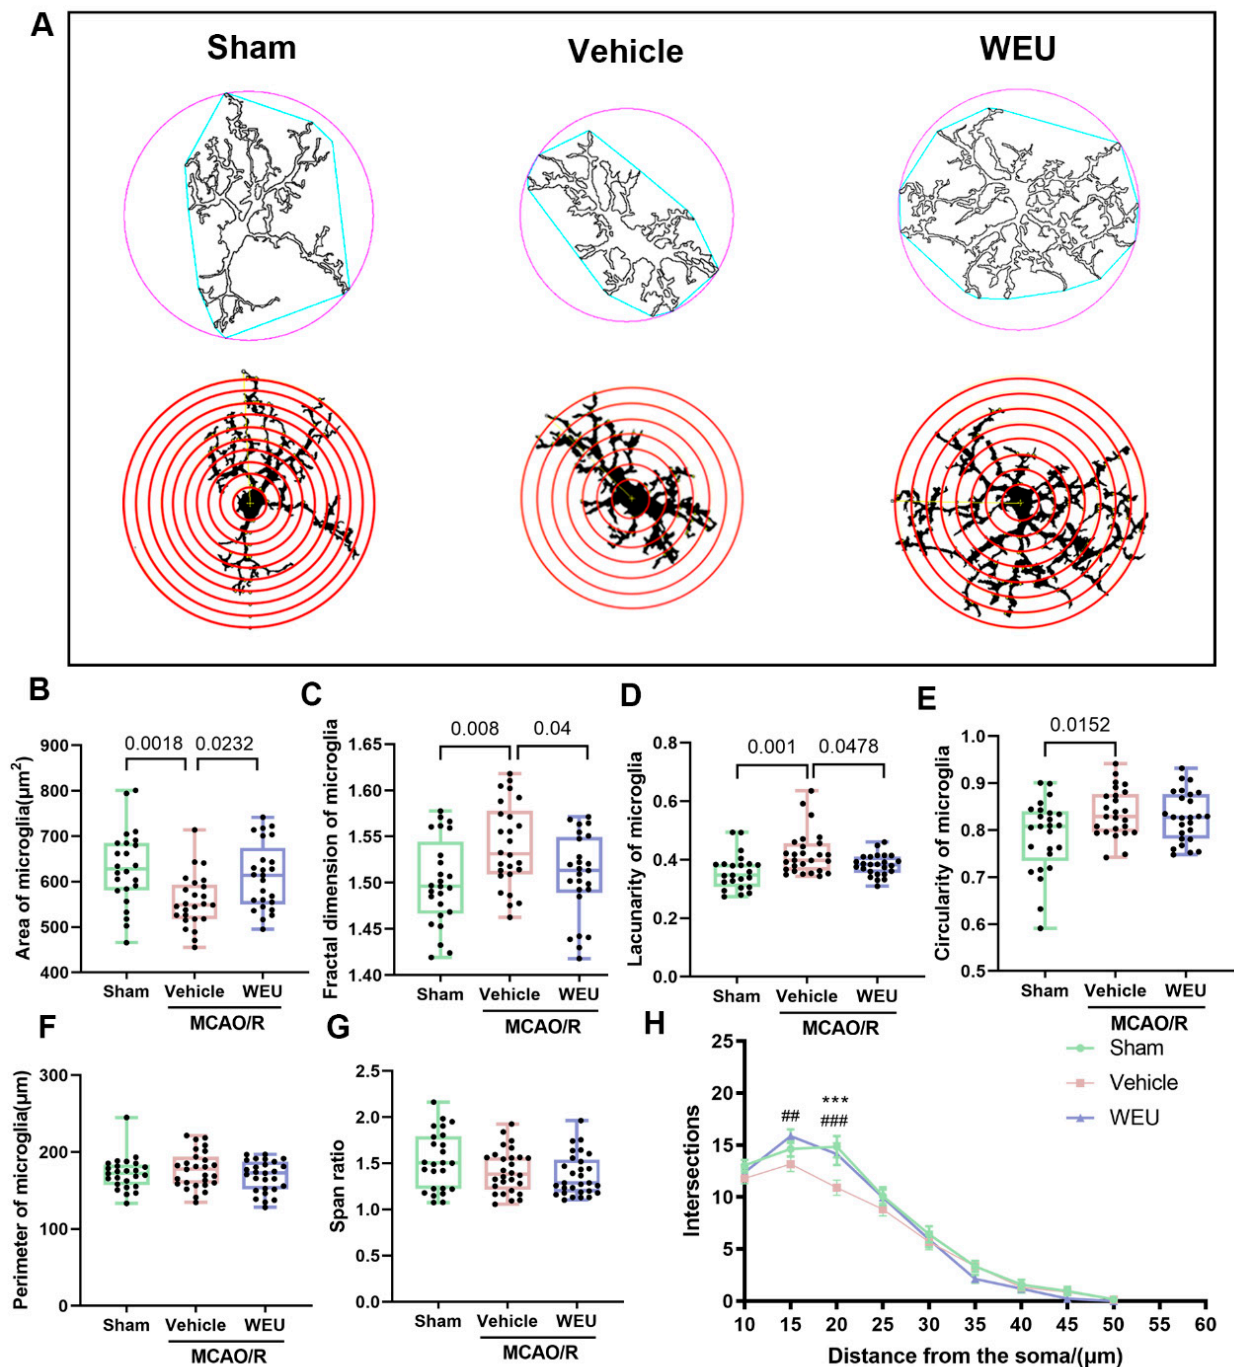 A
Sham Vehicle WEU
B
Area of microglia(μm²)
900
800
700
600
500
400
0.0018 0.0232
Sham Vehicle WEU
MCAO/R
C
Fractal dimension of microglia
1.65
1.60
1.55
1.50
1.45
1.40
0.008 0.04
Sham Vehicle WEU
MCAO/R
D
Lacunarity of microglia
0.8
0.6
0.4
0.2
0.0
0.001 0.0478
Sham Vehicle WEU
MCAO/R
E
Circularity of microglia
1.0
0.9
0.8
0.7
0.6
0.5
0.0152
Sham Vehicle WEU
MCAO/R
F
Perimeter of microglia(μm)
300
200
100
0
Sham Vehicle WEU
MCAO/R
G
Span ratio
2.5
2.0
1.5
1.0
0.5
0.0
Sham Vehicle WEU
MCAO/R
H
Intersections
25
20
15
10
5
0
Sham
Vehicle
WEU
##
***
###
10 15 20 25 30 35 40 45 50 55 60
Distance from the soma/(μm)